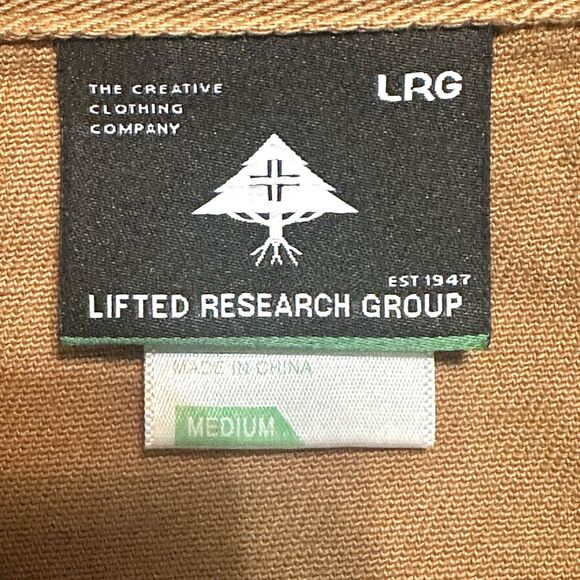 THE CREATIVE
CLOTHING
COMPANY
LRG
EST 1947
LIFTED RESEARCH GROUP
MADE IN CHINA
MEDIUM